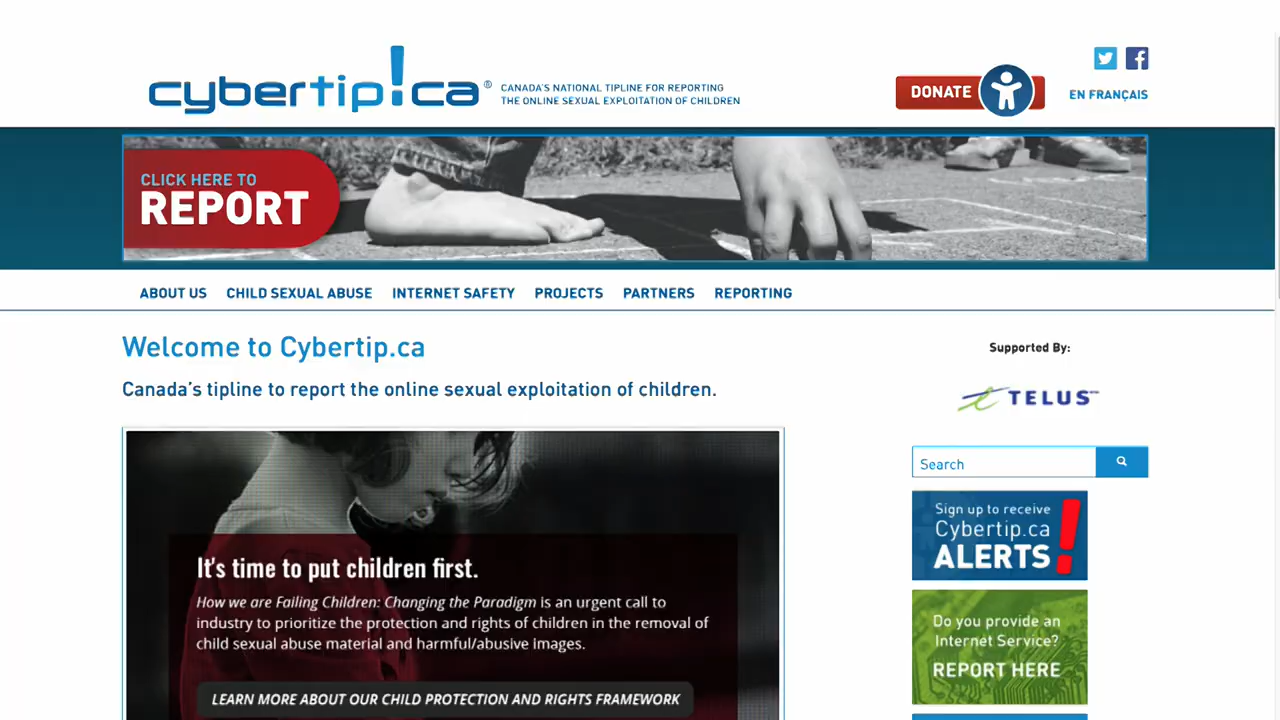 cybertip!ca®
CANADA'S NATIONAL TIPLINE FOR REPORTING
THE ONLINE SEXUAL EXPLOITATION OF CHILDREN
DONATE
EN FRANÇAIS
CLICK HERE TO
REPORT
ABOUT US CHILD SEXUAL ABUSE INTERNET SAFETY PROJECTS PARTNERS REPORTING
Welcome to Cybertip.ca
Canada's tipline to report the online sexual exploitation of children.
It's time to put children first.
How we are Failing Children: Changing the Paradigm is an urgent call to
industry to prioritize the protection and rights of children in the removal of
child sexual abuse material and harmful/abusive images.
LEARN MORE ABOUT OUR CHILD PROTECTION AND RIGHTS FRAMEWORK
Supported By:
TELUS
Search
Sign up to receive
Cybertip.ca
ALERTS!
Do you provide an
Internet Service?
REPORT HERE